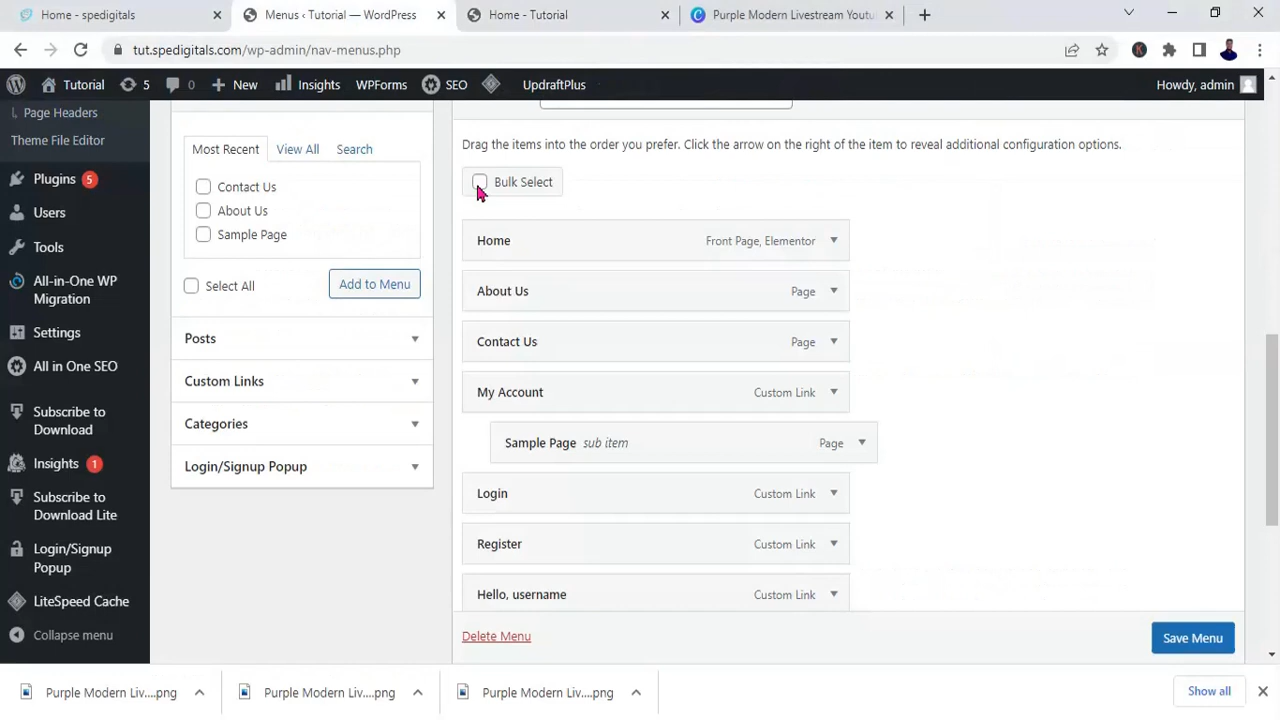 spedigitals
Menus ‹ Tutorial — WordPress
Home - Tutorial
Purple Modern Livestream Youtu
tut.spedigitals.com/wp-admin/nav-menus.php
Tutorial 5 0 New Insights WPForms SEO UpdraftPlus Howdy, admin
Page Headers
Theme File Editor
Plugins 5
Users
Tools
All-in-One WP
Migration
Settings
All in One SEO
Subscribe to
Download
Insights 1
Subscribe to
Download Lite
Login/Signup
Popup
LiteSpeed Cache
Collapse menu
Most Recent View All Search
Contact Us
About Us
Sample Page
Select All Add to Menu
Posts
Custom Links
Categories
Login/Signup Popup
Drag the items into the order you prefer. Click the arrow on the right of the item to reveal additional configuration options.
Bulk Select
Home Front Page, Elementor
About Us Page
Contact Us Page
My Account Custom Link
Sample Page sub item Page
Login Custom Link
Register Custom Link
Hello, username Custom Link
Delete Menu Save Menu
Purple Modern Liv....png
Purple Modern Liv....png
Purple Modern Liv....png
Show all